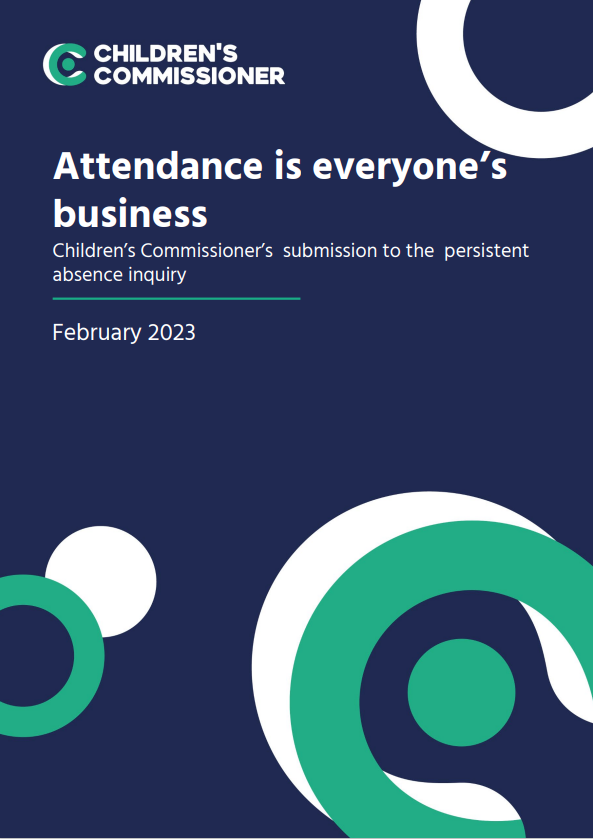 CHILDREN'S
COMMISSIONER
Attendance is everyone’s
business
Children’s Commissioner’s submission to the persistent
absence inquiry
February 2023